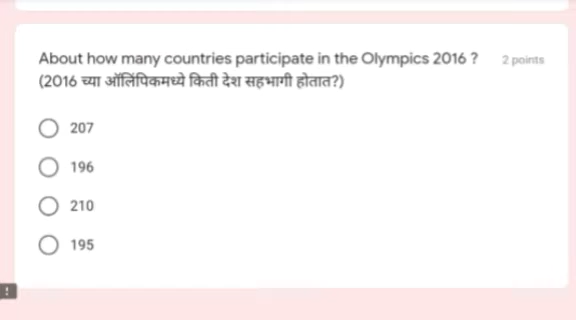 About how many countries participate in the Olympics 2016 ? 2 points
(2016 च्या ऑलिंपिकमध्ये किती देश सहभागी होतात?)
207
196
210
195
!